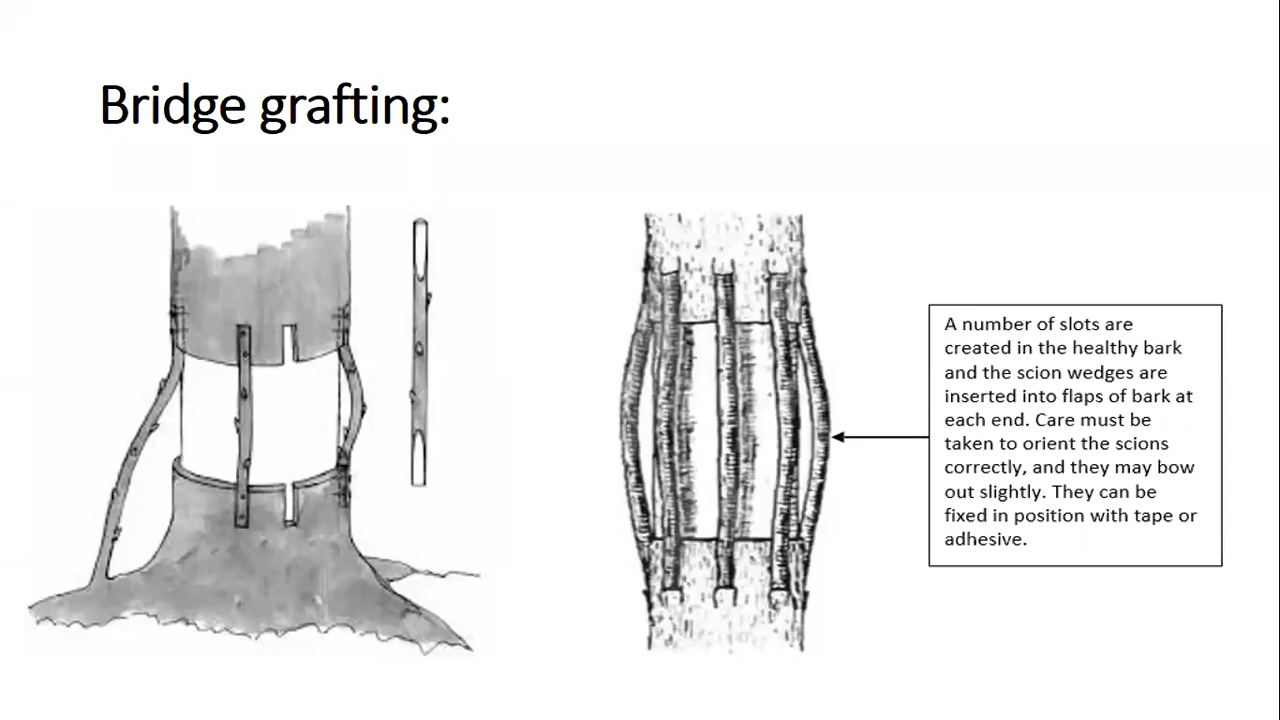 Bridge grafting:
A number of slots are
created in the healthy bark
and the scion wedges are
inserted into flaps of bark at
each end. Care must be
taken to orient the scions
correctly, and they may bow
out slightly. They can be
fixed in position with tape or
adhesive.